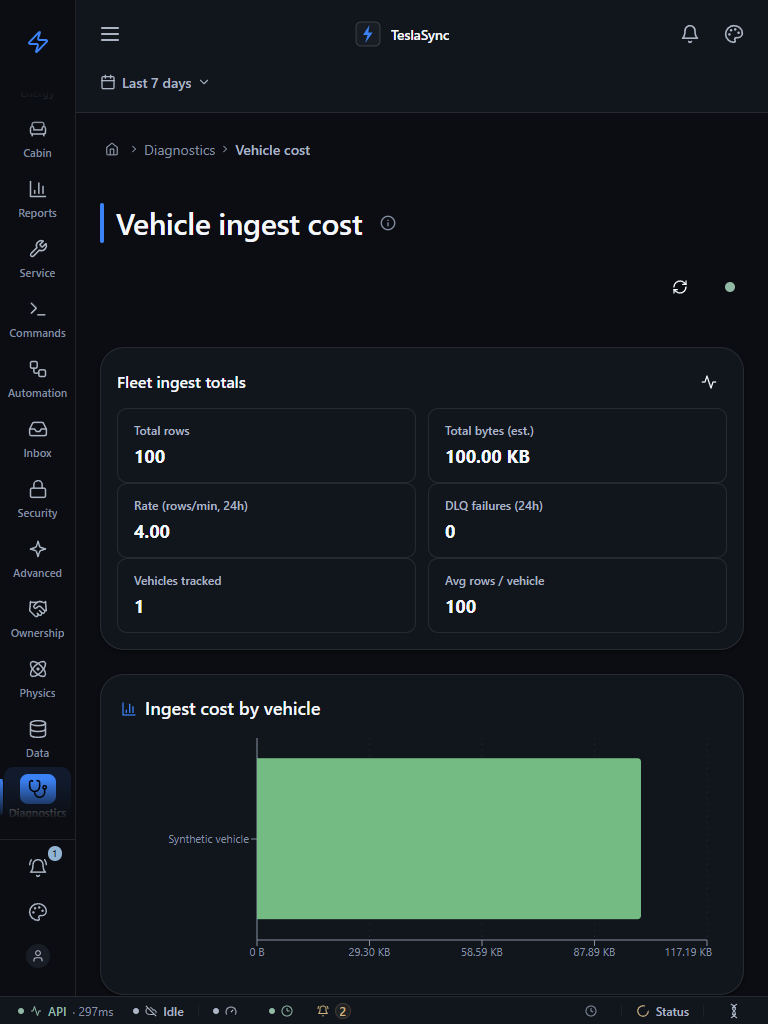 TeslaSync
Last 7 days
Energy
Cabin
Reports
Service
Commands
Automation
Inbox
Security
Advanced
Ownership
Physics
Data
Diagnostics
1
Diagnostics > Vehicle cost
Vehicle ingest cost
Fleet ingest totals
Total rows
100
Total bytes (est.)
100.00 KB
Rate (rows/min, 24h)
4.00
DLQ failures (24h)
0
Vehicles tracked
1
Avg rows / vehicle
100
Ingest cost by vehicle
Synthetic vehicle
0 B 29.30 KB 58.59 KB 87.89 KB 117.19 KB
API · 297ms Idle 2 Status